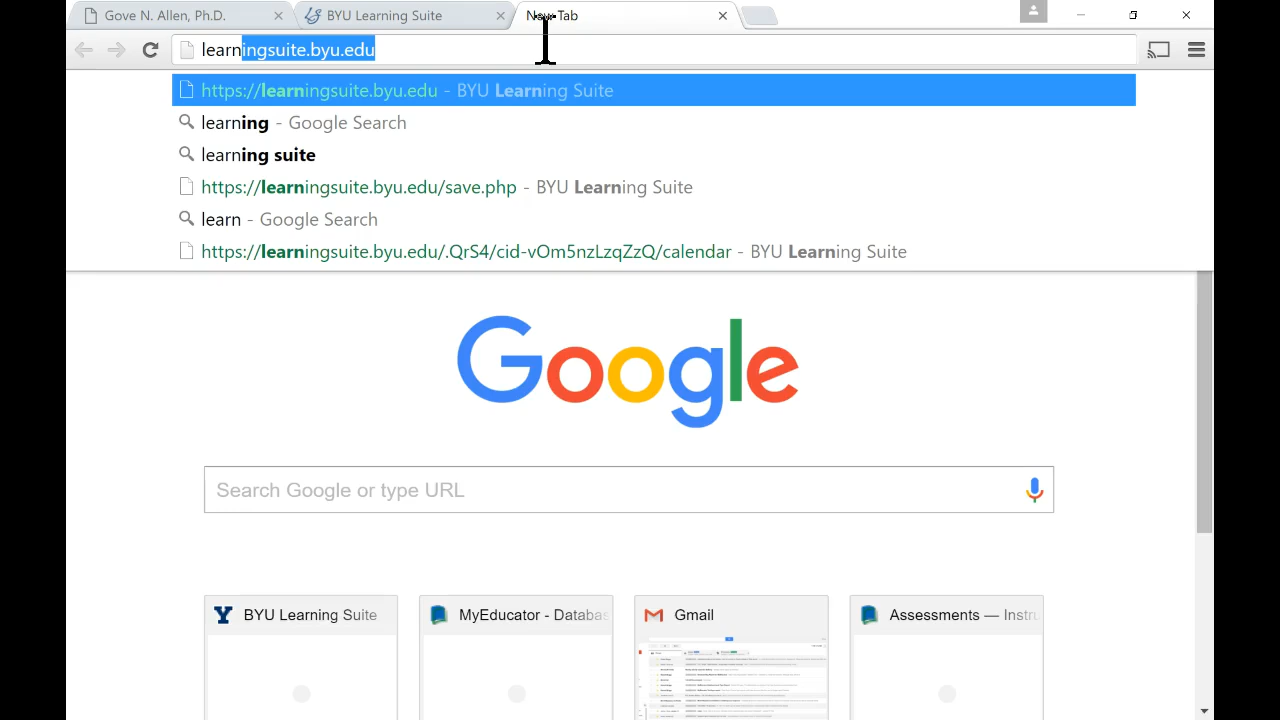 Gove N. Allen, Ph.D.
BYU Learning Suite
New Tab
learningsuite.byu.edu
https://learningsuite.byu.edu - BYU Learning Suite
learning - Google Search
learning suite
https://learningsuite.byu.edu/save.php - BYU Learning Suite
learn - Google Search
https://learningsuite.byu.edu/.QrS4/cid-vOm5nzLzqZzQ/calendar - BYU Learning Suite
Google
Search Google or type URL
BYU Learning Suite
MyEducator - Databas
Gmail
Assessments — Instru